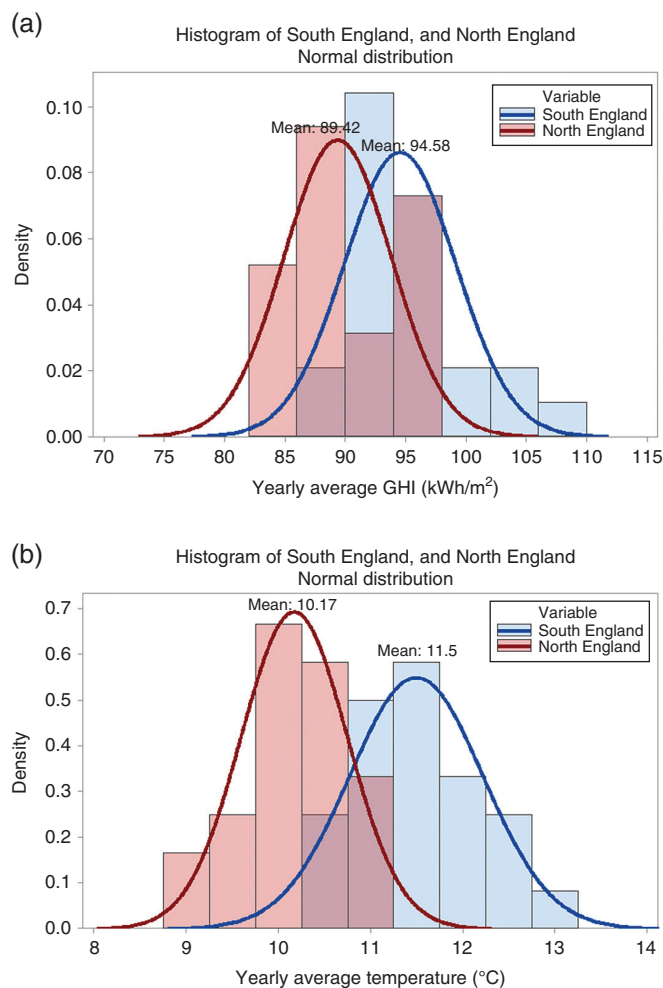 (a)
Histogram of South England, and North England
Normal distribution
Variable
South England
North England
Mean: 89.42
Mean: 94.58
Density
0.10
0.08
0.06
0.04
0.02
0.00
70 75 80 85 90 95 100 105 110 115
Yearly average GHI (kWh/m²)
(b)
Histogram of South England, and North England
Normal distribution
Variable
South England
North England
Mean: 10.17
Mean: 11.5
Density
0.7
0.6
0.5
0.4
0.3
0.2
0.1
0.0
8 9 10 11 12 13 14
Yearly average temperature (°C)